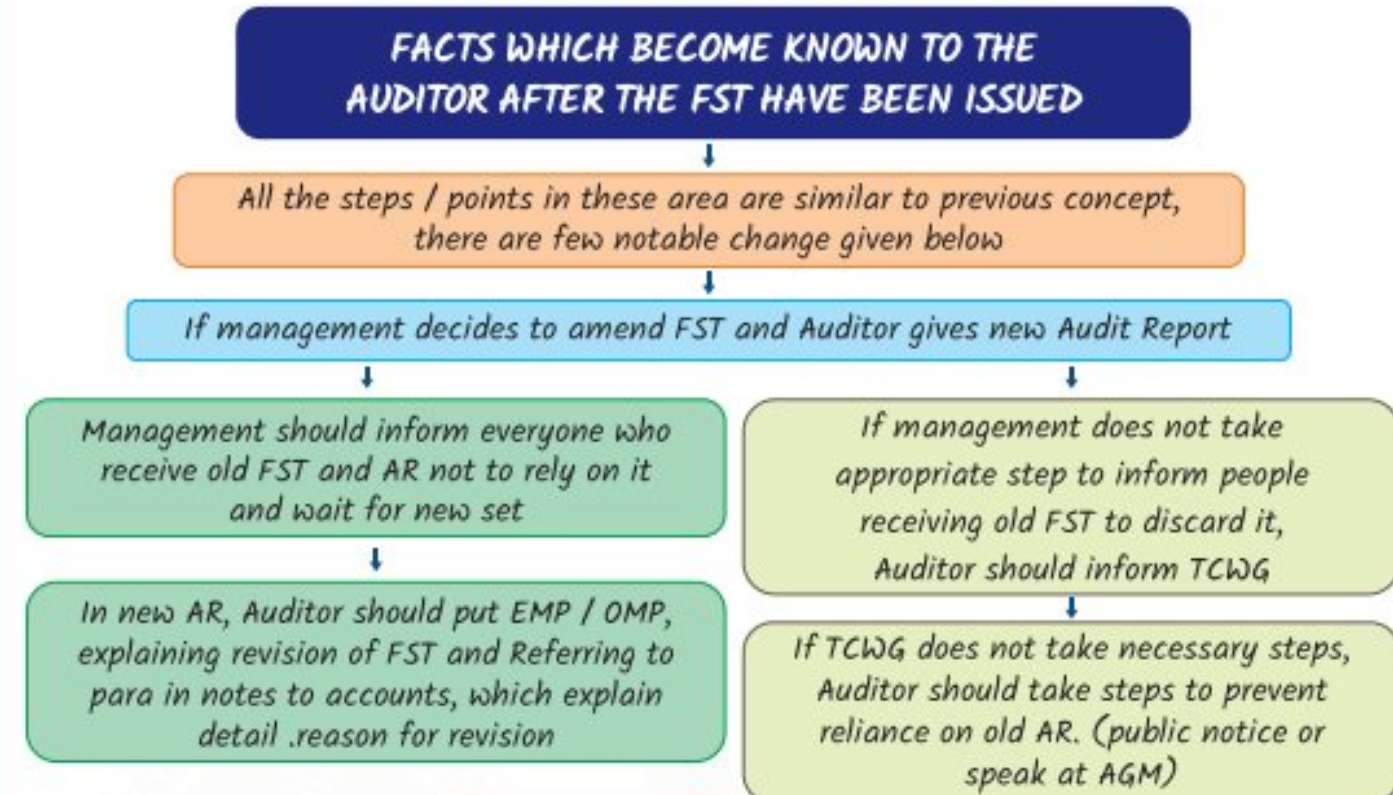 FACTS WHICH BECOME KNOWN TO THE
AUDITOR AFTER THE FST HAVE BEEN ISSUED
All the steps / points in these area are similar to previous concept,
there are few notable change given below
If management decides to amend FST and Auditor gives new Audit Report
Management should inform everyone who
receive old FST and AR not to rely on it
and wait for new set
In new AR, Auditor should put EMP / OMP,
explaining revision of FST and Referring to
para in notes to accounts, which explain
detail .reason for revision
If management does not take
appropriate step to inform people
receiving old FST to discard it,
Auditor should inform TCWG
If TCWG does not take necessary steps,
Auditor should take steps to prevent
reliance on old AR. (public notice or
speak at AGM)